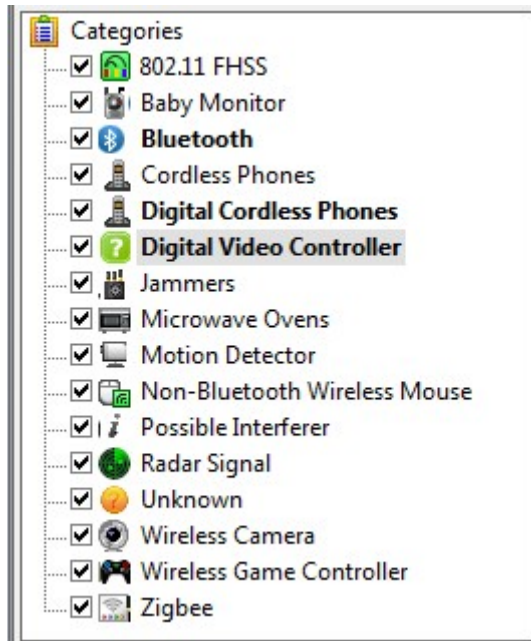 Categories
802.11 FHSS
Baby Monitor
Bluetooth
Cordless Phones
Digital Cordless Phones
Digital Video Controller
Jammers
Microwave Ovens
Motion Detector
Non-Bluetooth Wireless Mouse
Possible Interferer
Radar Signal
Unknown
Wireless Camera
Wireless Game Controller
Zigbee